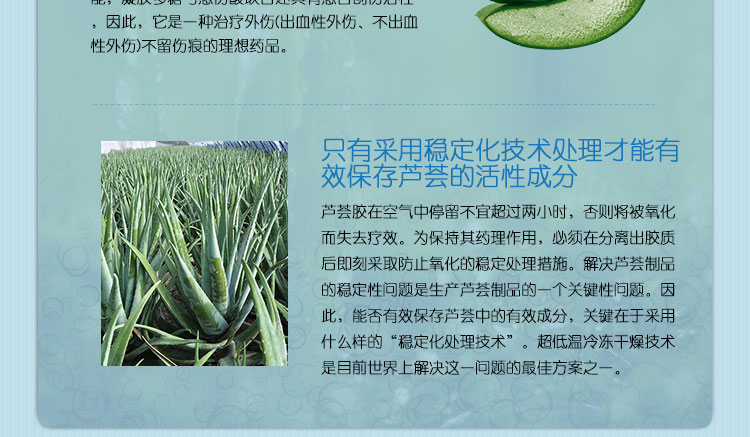 ，因此，它是一种治疗外伤(出血性外伤、不出血
性外伤)不留伤痕的理想药品。
只有采用稳定化技术处理才能有
效保存芦荟的活性成分
芦荟胶在空气中停留不宜超过两小时，否则将被氧化
而失去疗效。为保持其药理作用，必须在分离出胶质
后即刻采取防止氧化的稳定处理措施。解决芦荟制品
的稳定性问题是生产芦荟制品的一个关键性问题。因
此，能否有效保存芦荟中的有效成分，关键在于采用
什么样的“稳定化处理技术”。超低温冷冻干燥技术
是目前世界上解决这一问题的最佳方案之一。